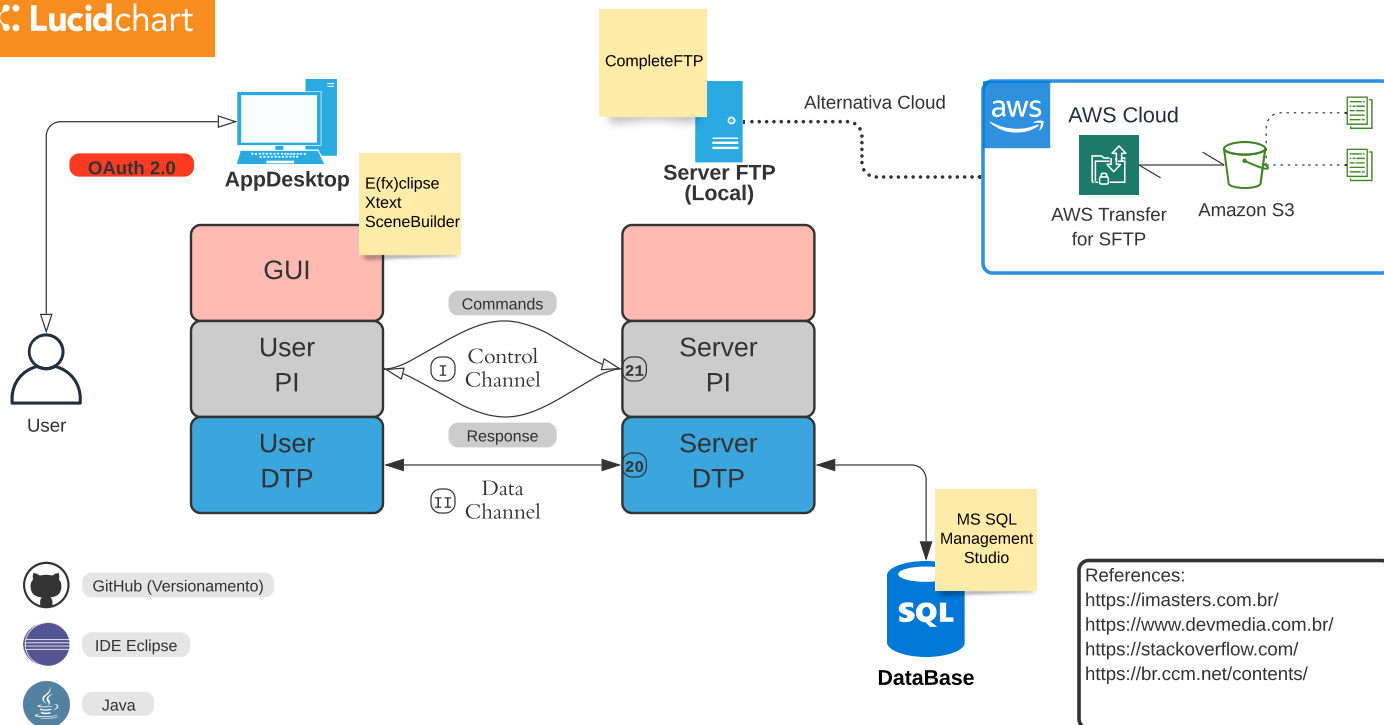 Lucidchart
CompleteFTP
Alternativa Cloud
aws
AWS Cloud
OAuth 2.0
AppDesktop
E(fx)clipse
Xtext
SceneBuilder
Server FTP
(Local)
AWS Transfer
for SFTP
Amazon S3
GUI
Commands
User
PI
I
Control
Channel
21
Server
PI
User
Response
User
DTP
20
Server
DTP
II
Data
Channel
MS SQL
Management
Studio
SQL
DataBase
GitHub (Versionamento)
IDE Eclipse
Java
References:
https://imasters.com.br/
https://www.devmedia.com.br/
https://stackoverflow.com/
https://br.ccm.net/contents/